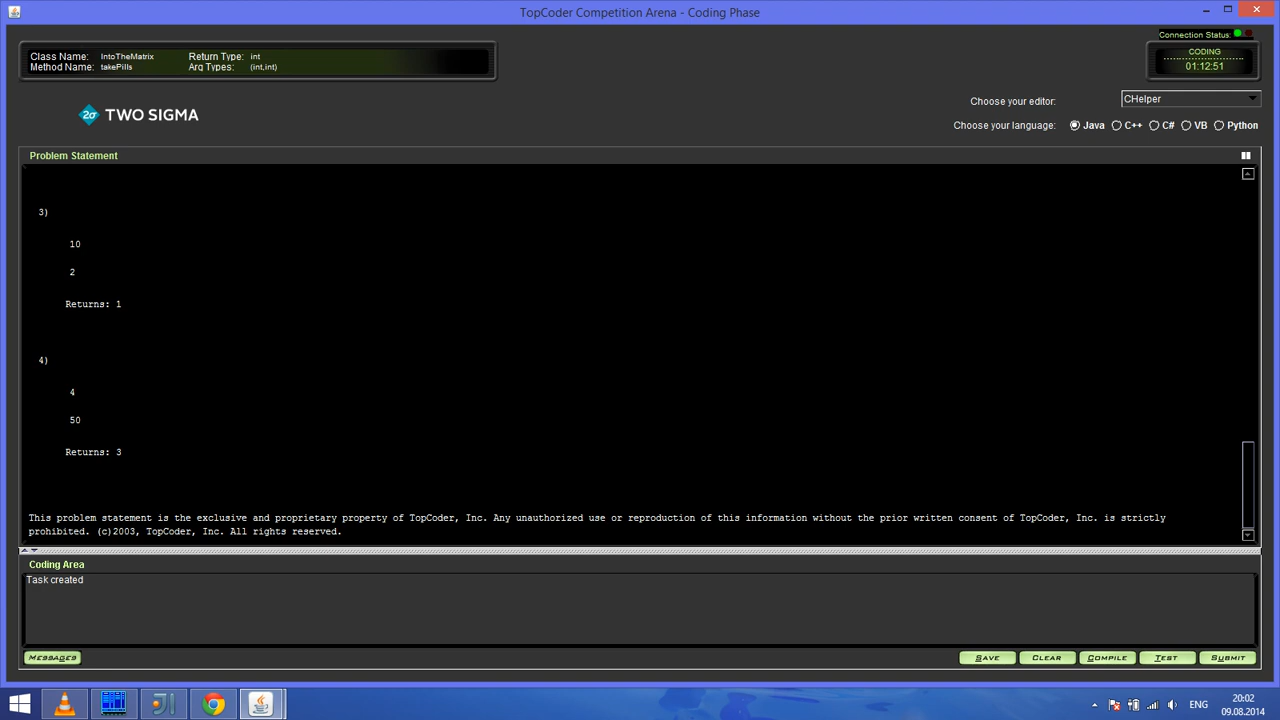 TopCoder Competition Arena - Coding Phase
Connection Status:
Class Name: IntoTheMatrix Return Type: int
Method Name: takePills Arg Types: (int,int)
CODING
01:12:51
2σ TWO SIGMA
Choose your editor: CHelper
Choose your language: Java C++ C# VB Python
Problem Statement
3)
10
2
Returns: 1
4)
4
50
Returns: 3
This problem statement is the exclusive and proprietary property of TopCoder, Inc. Any unauthorized use or reproduction of this information without the prior written consent of TopCoder, Inc. is strictly
prohibited. (c)2003, TopCoder, Inc. All rights reserved.
Coding Area
Task created
MESSAGES SAVE CLEAR COMPILE TEST SUBMIT
ENG
20:02
09.08.2014